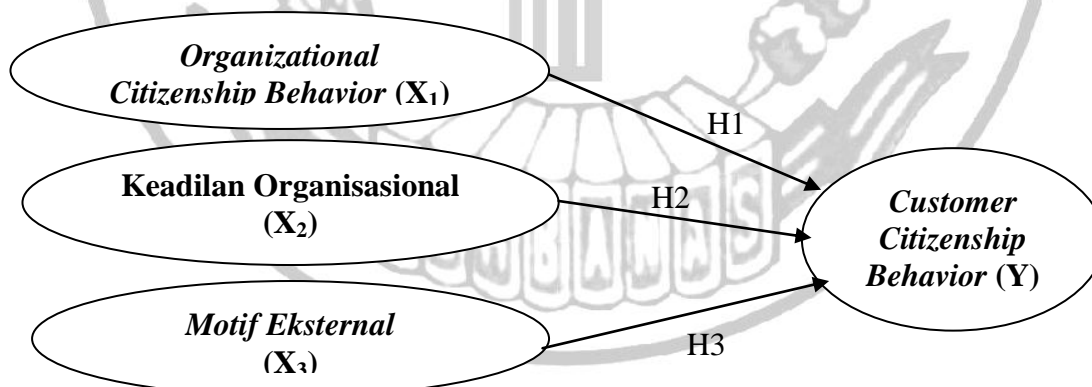 Organizational
Citizenship Behavior (X₁)
H1
Keadilan Organisasional
(X₂)
H2
Customer
Citizenship
Behavior (Y)
Motif Eksternal
(X₃)
H3